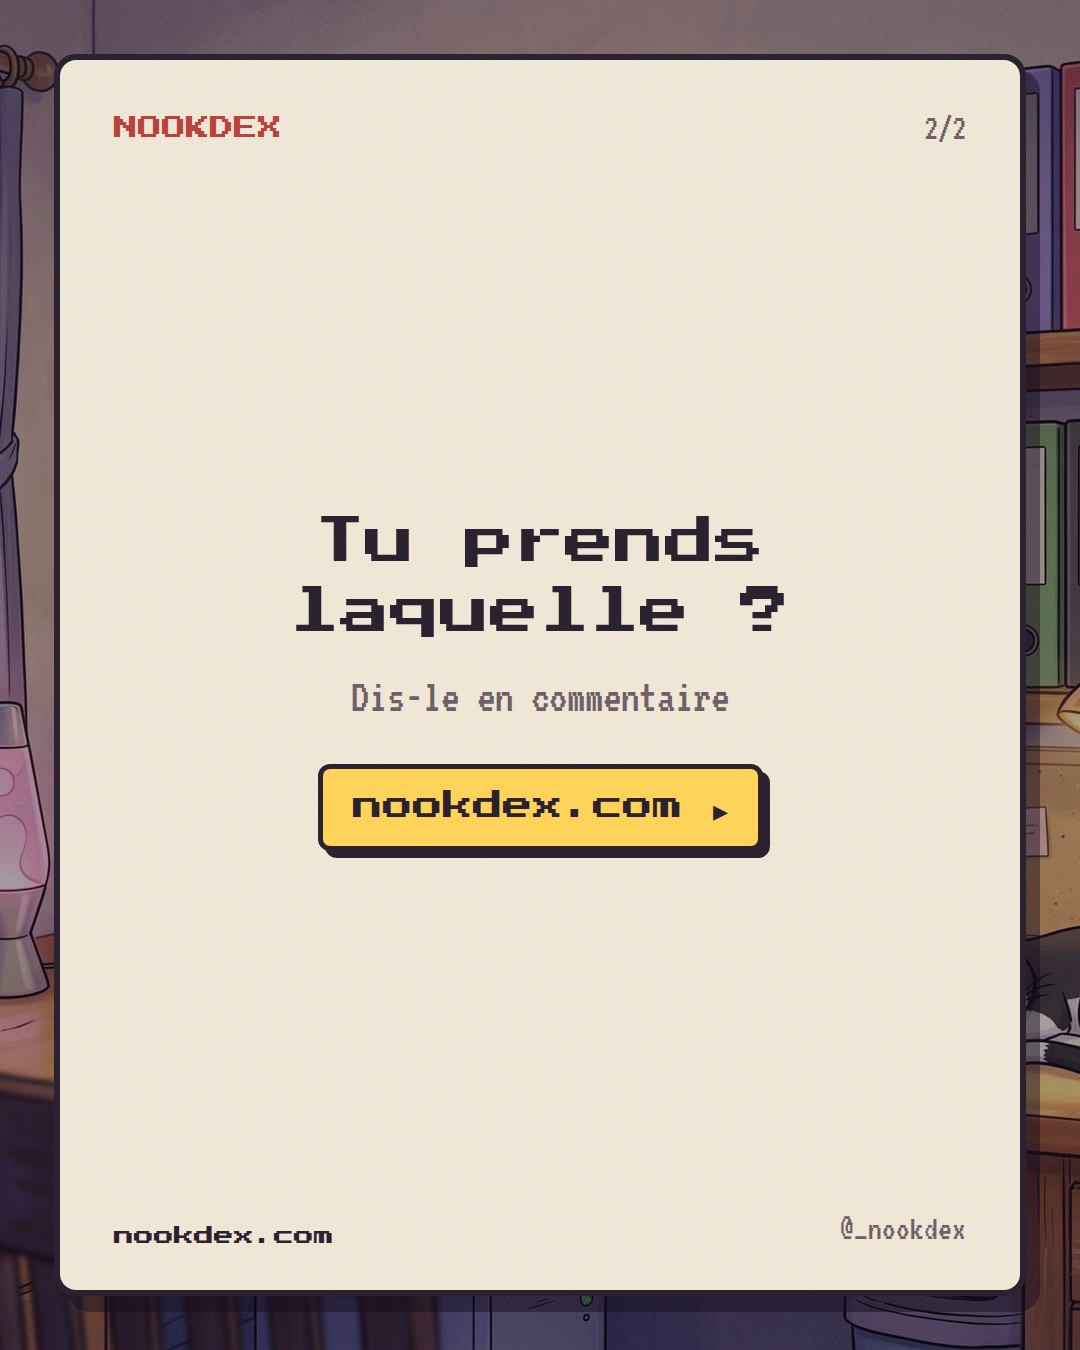 NOOKDEX
2/2
Tu prends
laquelle ?
Dis-le en commentaire
nookdex.com ▶
nookdex.com
@_nookdex